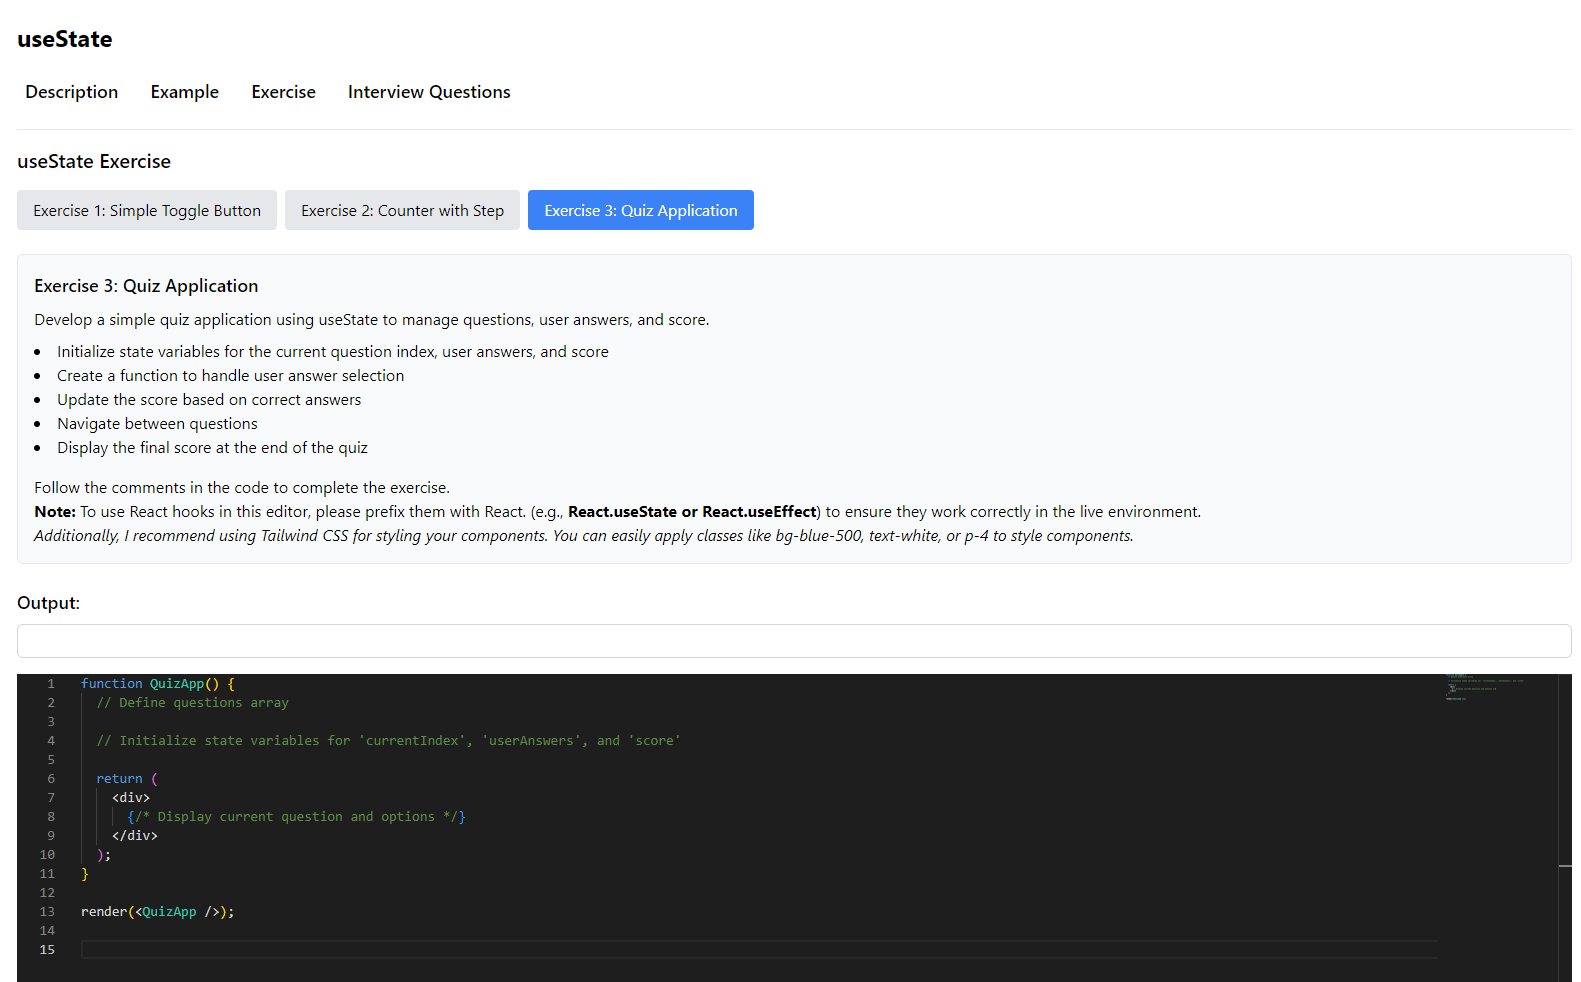 useState
Description Example Exercise Interview Questions
useState Exercise
Exercise 1: Simple Toggle Button Exercise 2: Counter with Step Exercise 3: Quiz Application
Exercise 3: Quiz Application
Develop a simple quiz application using useState to manage questions, user answers, and score.
• Initialize state variables for the current question index, user answers, and score
• Create a function to handle user answer selection
• Update the score based on correct answers
• Navigate between questions
• Display the final score at the end of the quiz
Follow the comments in the code to complete the exercise.
Note: To use React hooks in this editor, please prefix them with React. (e.g., React.useState or React.useEffect) to ensure they work correctly in the live environment.
Additionally, I recommend using Tailwind CSS for styling your components. You can easily apply classes like bg-blue-500, text-white, or p-4 to style components.
Output:
1 function QuizApp() {
2 // Define questions array
3
4 // Initialize state variables for 'currentIndex', 'userAnswers', and 'score'
5
6 return (
7 <div>
8 {/* Display current question and options */}
9 </div>
10 );
11 }
12
13 render(<QuizApp />);
14
15